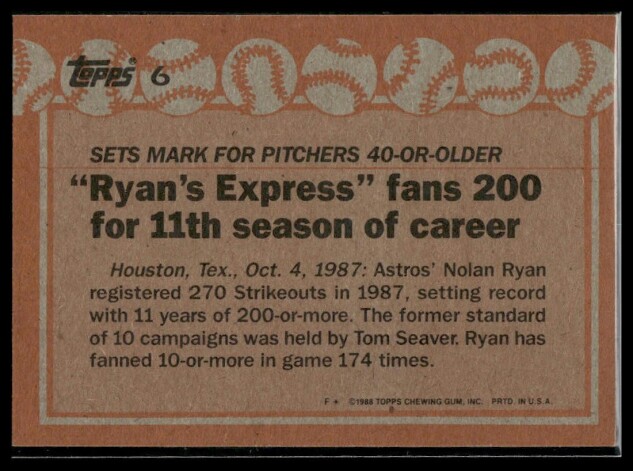 Topps® 6
SETS MARK FOR PITCHERS 40-OR-OLDER
“Ryan’s Express” fans 200
for 11th season of career
Houston, Tex., Oct. 4, 1987: Astros’ Nolan Ryan
registered 270 Strikeouts in 1987, setting record
with 11 years of 200-or-more. The former standard
of 10 campaigns was held by Tom Seaver. Ryan has
fanned 10-or-more in game 174 times.
F * ©1988 TOPPS CHEWING GUM, INC. PRTD. IN U.S.A.